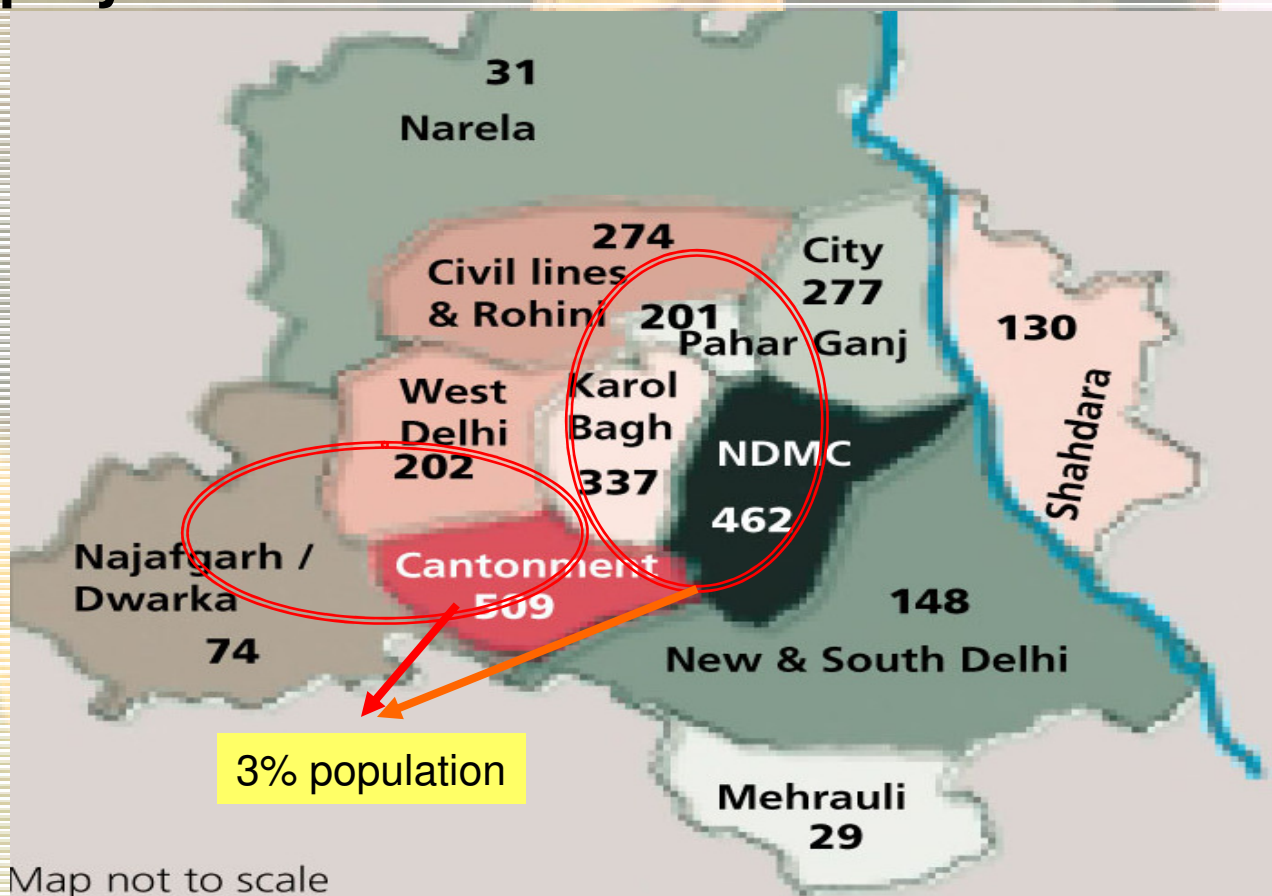 31
Narela
274
Civil lines
& Rohini
City
277
201
Pahar Ganj
130
Shahdara
West
Delhi
202
Karol
Bagh
337
NDMC
462
Najafgarh /
Dwarka
74
Cantonment
509
148
New & South Delhi
3% population
Mehrauli
29
Map not to scale